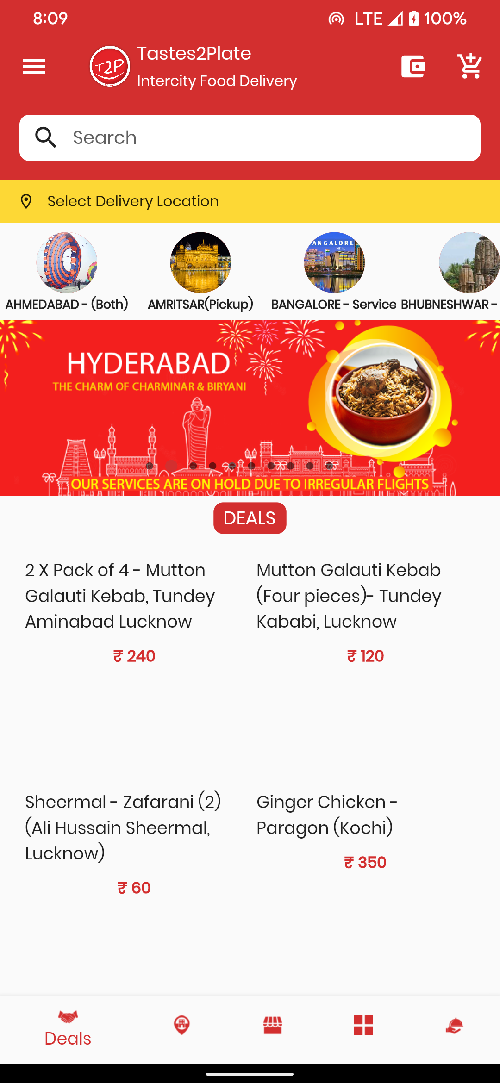 8:09
LTE 100%
T2P
Tastes2Plate
Intercity Food Delivery
Search
Select Delivery Location
BANGALORE
AHMEDABAD - (Both)
AMRITSAR(Pickup)
BANGALORE - Service
BHUBNESHWAR -
HYDERABAD
THE CHARM OF CHARMINAR & BIRYANI
OUR SERVICES ARE ON HOLD DUE TO IRREGULAR FLIGHTS
DEALS
2 X Pack of 4 - Mutton
Galauti Kebab, Tundey
Aminabad Lucknow
₹ 240
Mutton Galauti Kebab
(Four pieces)- Tundey
Kababi, Lucknow
₹ 120
Sheermal - Zafarani (2)
(Ali Hussain Sheermal,
Lucknow)
₹ 60
Ginger Chicken -
Paragon (Kochi)
₹ 350
Deals